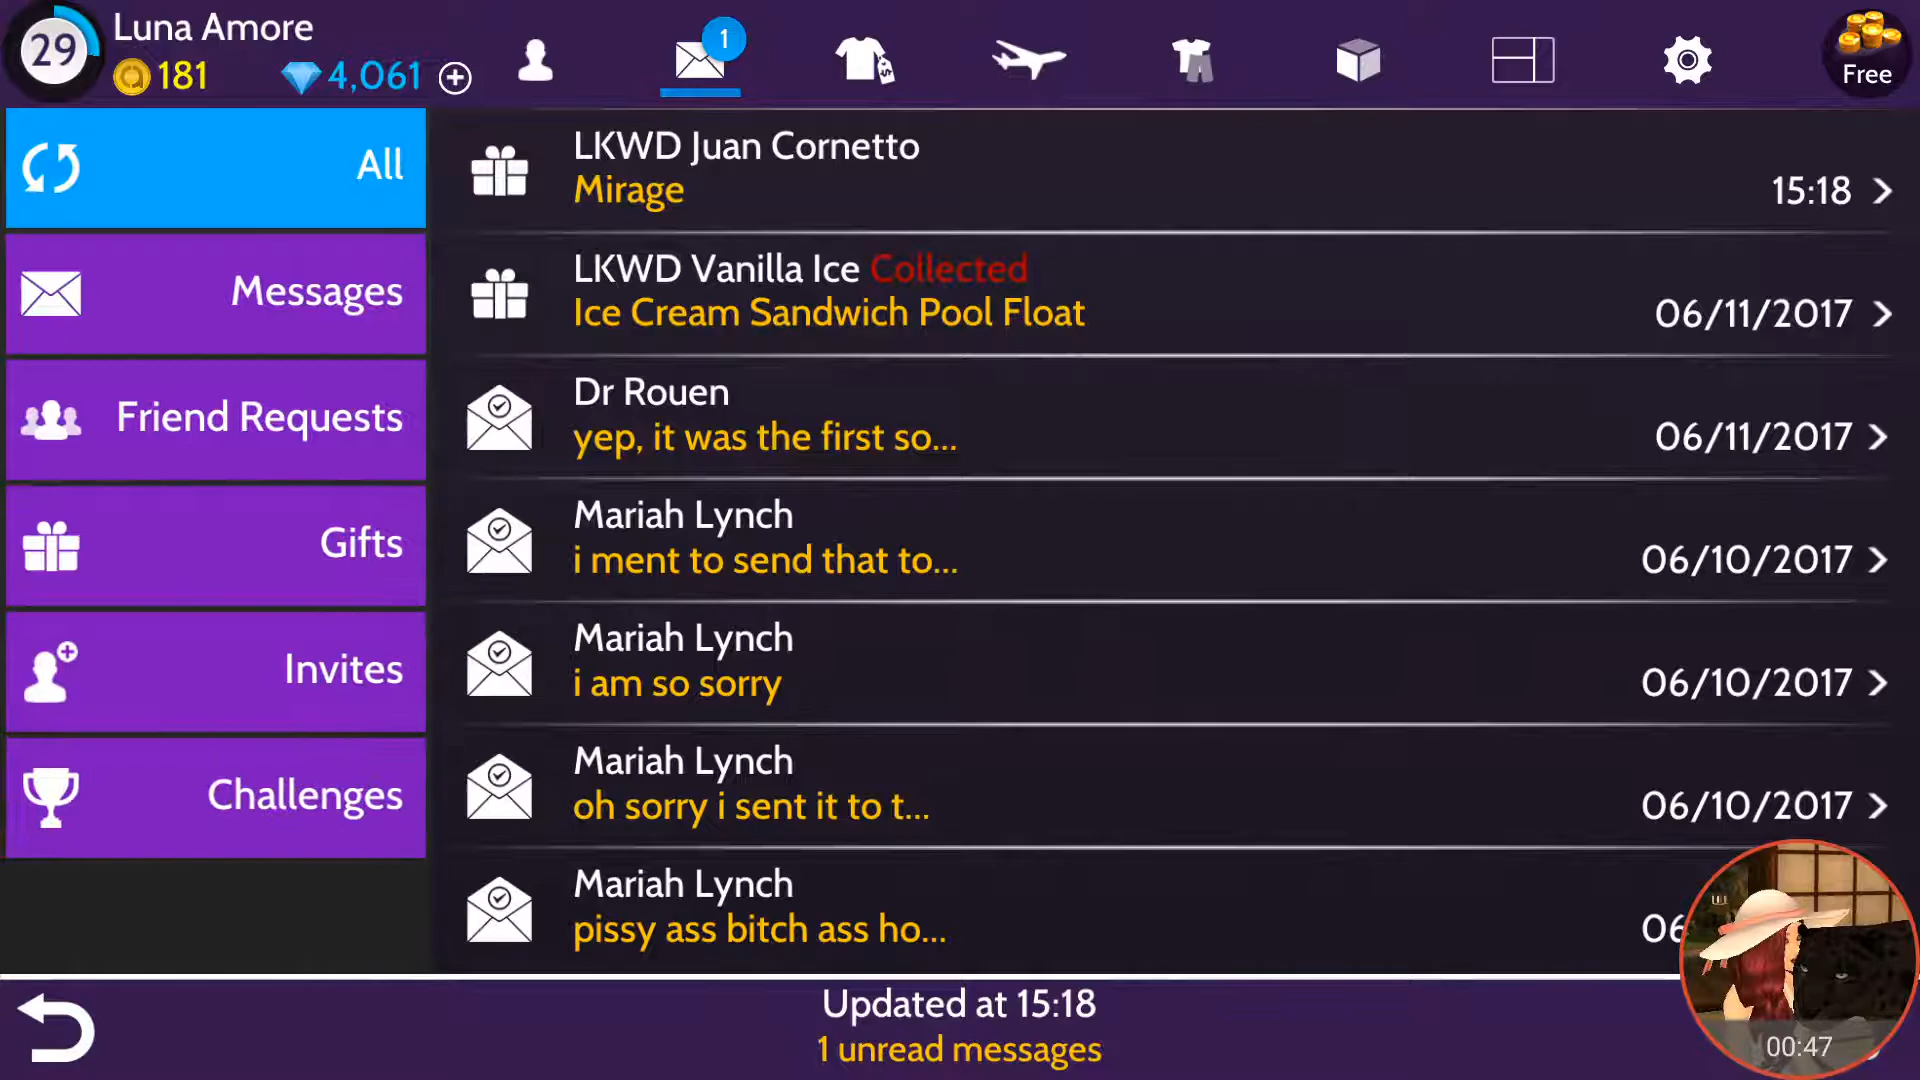 29
Luna Amore
181
4,061
1
Free
All
Messages
Friend Requests
Gifts
Invites
Challenges
LKWD Juan Cornetto
Mirage
15:18
LKWD Vanilla Ice Collected
Ice Cream Sandwich Pool Float
06/11/2017
Dr Rouen
yep, it was the first so...
06/11/2017
Mariah Lynch
i ment to send that to...
06/10/2017
Mariah Lynch
i am so sorry
06/10/2017
Mariah Lynch
oh sorry i sent it to t...
06/10/2017
Mariah Lynch
pissy ass bitch ass ho...
06
Updated at 15:18
1 unread messages
00:47